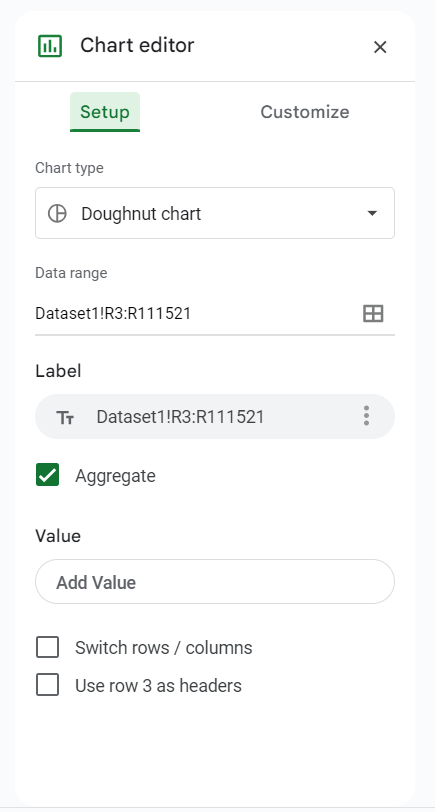 Chart editor
Setup
Customize
Chart type
Doughnut chart
Data range
Dataset1!R3:R111521
Label
Tт Dataset1!R3:R111521
Aggregate
Value
Add Value
Switch rows / columns
Use row 3 as headers